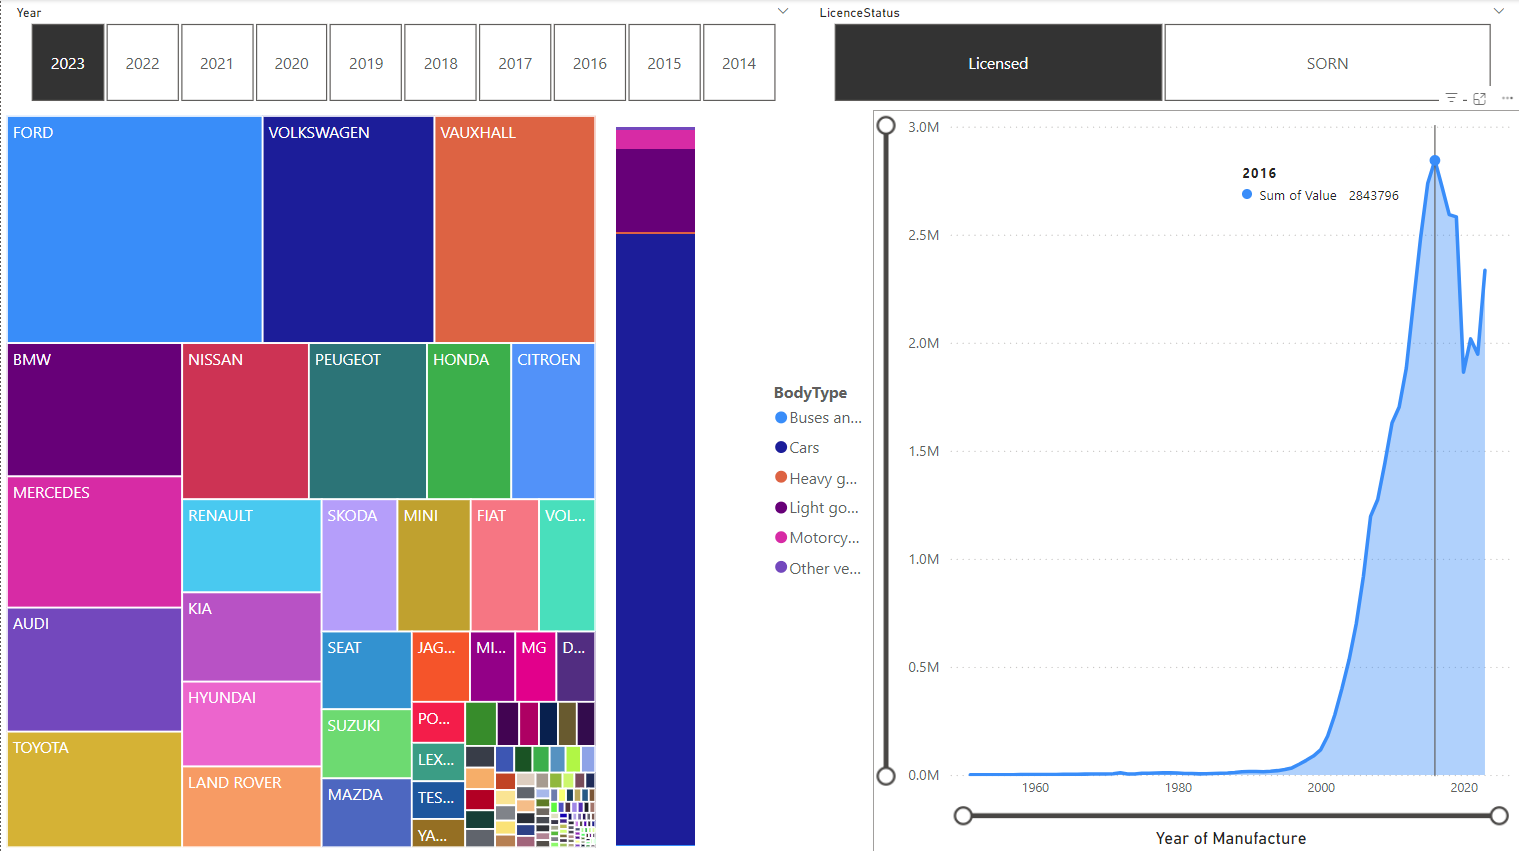 Year
LicenceStatus
2023
2022
2021
2020
2019
2018
2017
2016
2015
2014
Licensed
SORN
FORD
VOLKSWAGEN
VAUXHALL
BMW
NISSAN
PEUGEOT
HONDA
CITROEN
MERCEDES
RENAULT
SKODA
MINI
FIAT
VOL...
KIA
AUDI
SEAT
JAG...
MI...
MG
D...
HYUNDAI
SUZUKI
PO...
TOYOTA
LEX...
LAND ROVER
MAZDA
TES...
YA...
BodyType
Buses an...
Cars
Heavy g...
Light go...
Motorcy...
Other ve...
3.0M
2.5M
2.0M
1.5M
1.0M
0.5M
0.0M
2016
Sum of Value 2843796
1960
1980
2000
2020
Year of Manufacture